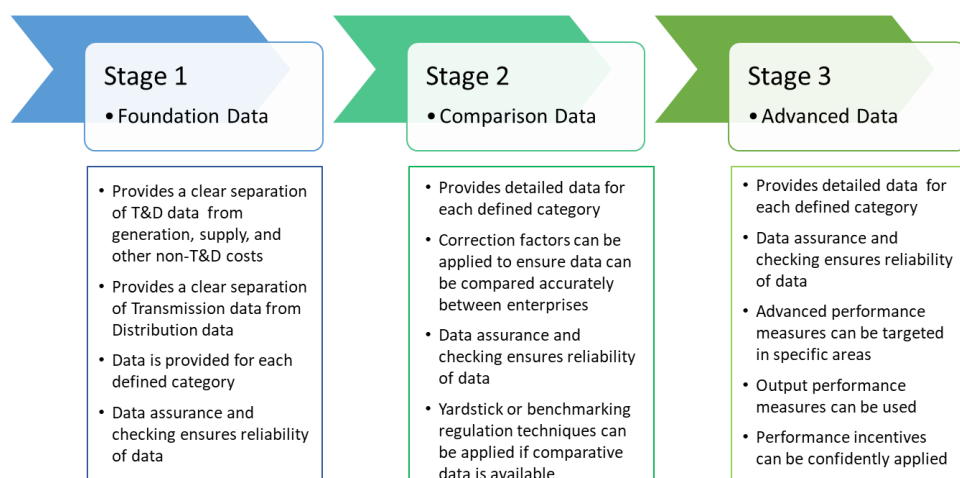 Stage 1
• Foundation Data
• Provides a clear separation
of T&D data from
generation, supply, and
other non-T&D costs
• Provides a clear separation
of Transmission data from
Distribution data
• Data is provided for each
defined category
• Data assurance and
checking ensures reliability
of data
Stage 2
• Comparison Data
• Provides detailed data for
each defined category
• Correction factors can be
applied to ensure data can
be compared accurately
between enterprises
• Data assurance and
checking ensures reliability
of data
• Yardstick or benchmarking
regulation techniques can
be applied if comparative
data is available
Stage 3
• Advanced Data
• Provides detailed data for
each defined category
• Data assurance and
checking ensures reliability
of data
• Advanced performance
measures can be targeted
in specific areas
• Output performance
measures can be used
• Performance incentives
can be confidently applied